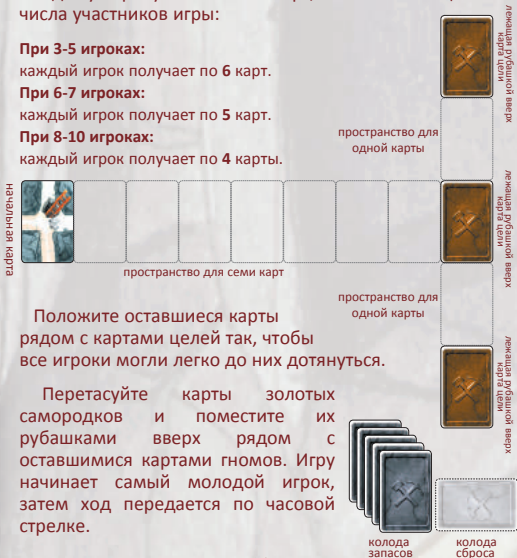 числа участников игры:
При 3-5 игроках:
каждый игрок получает по 6 карт.
При 6-7 игроках:
каждый игрок получает по 5 карт.
При 8-10 игроках:
каждый игрок получает по 4 карты.
лежащая рубашкой вверх
карта цели
пространство для
одной карты
начальная карта
лежащая рубашкой вверх
карта цели
пространство для семи карт
пространство для
одной карты
Положите оставшиеся карты
рядом с картами целей так, чтобы
все игроки могли легко до них дотянуться.
лежащая рубашкой вверх
карта цели
Перетасуйте карты золотых
самородков и поместите их
рубашками вверх рядом с
оставшимися картами гномов. Игру
начинает самый молодой игрок,
затем ход передается по часовой
стрелке.
колода
запасов
колода
сброса